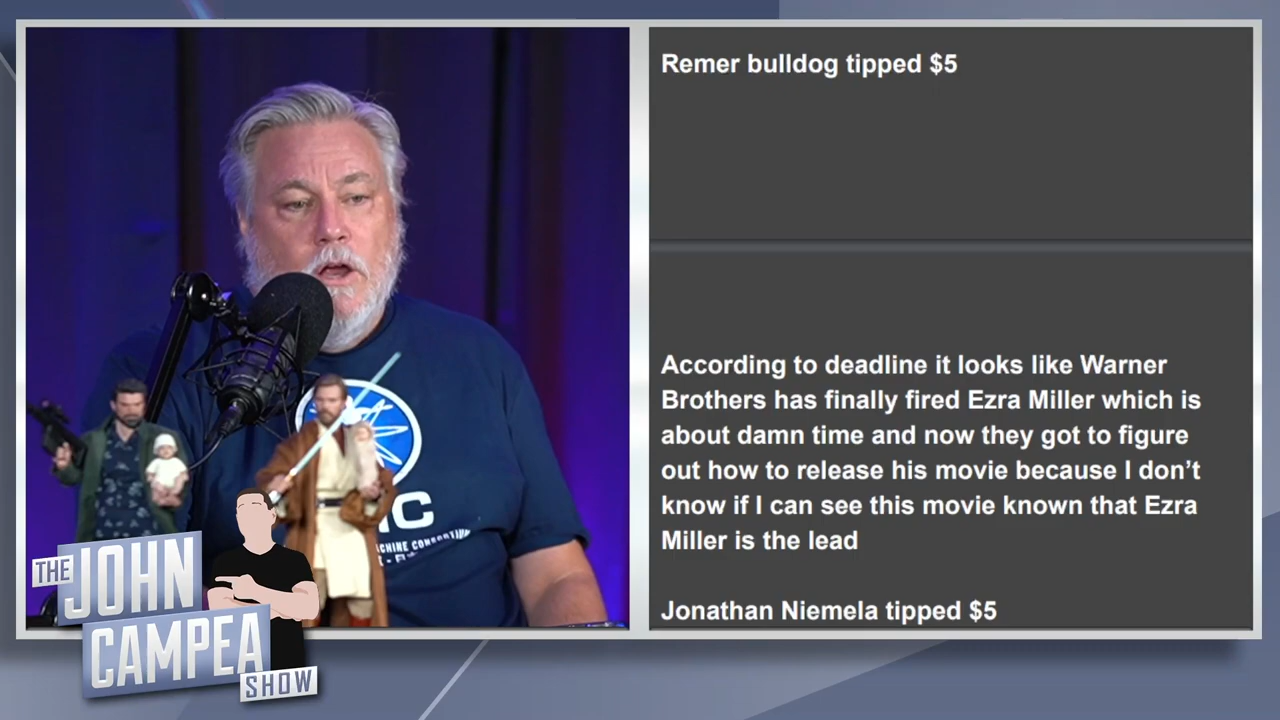 Remer bulldog tipped $5
According to deadline it looks like Warner
Brothers has finally fired Ezra Miller which is
about damn time and now they got to figure
out how to release his movie because I don’t
know if I can see this movie known that Ezra
Miller is the lead
Jonathan Niemela tipped $5
THE
JOHN
CAMPEA
SHOW